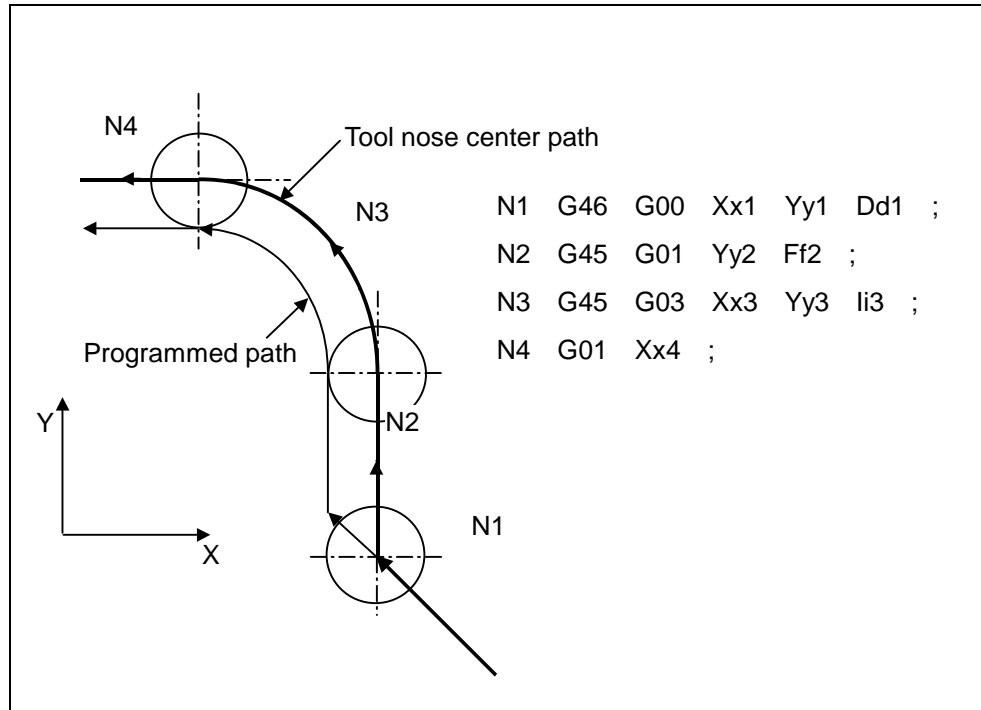 N4
Tool nose center path
N3
N1 G46 G00 Xx1 Yy1 Dd1 ;
N2 G45 G01 Yy2 Ff2 ;
N3 G45 G03 Xx3 Yy3 Ii3 ;
N4 G01 Xx4 ;
Programmed path
N2
Y
N1
X